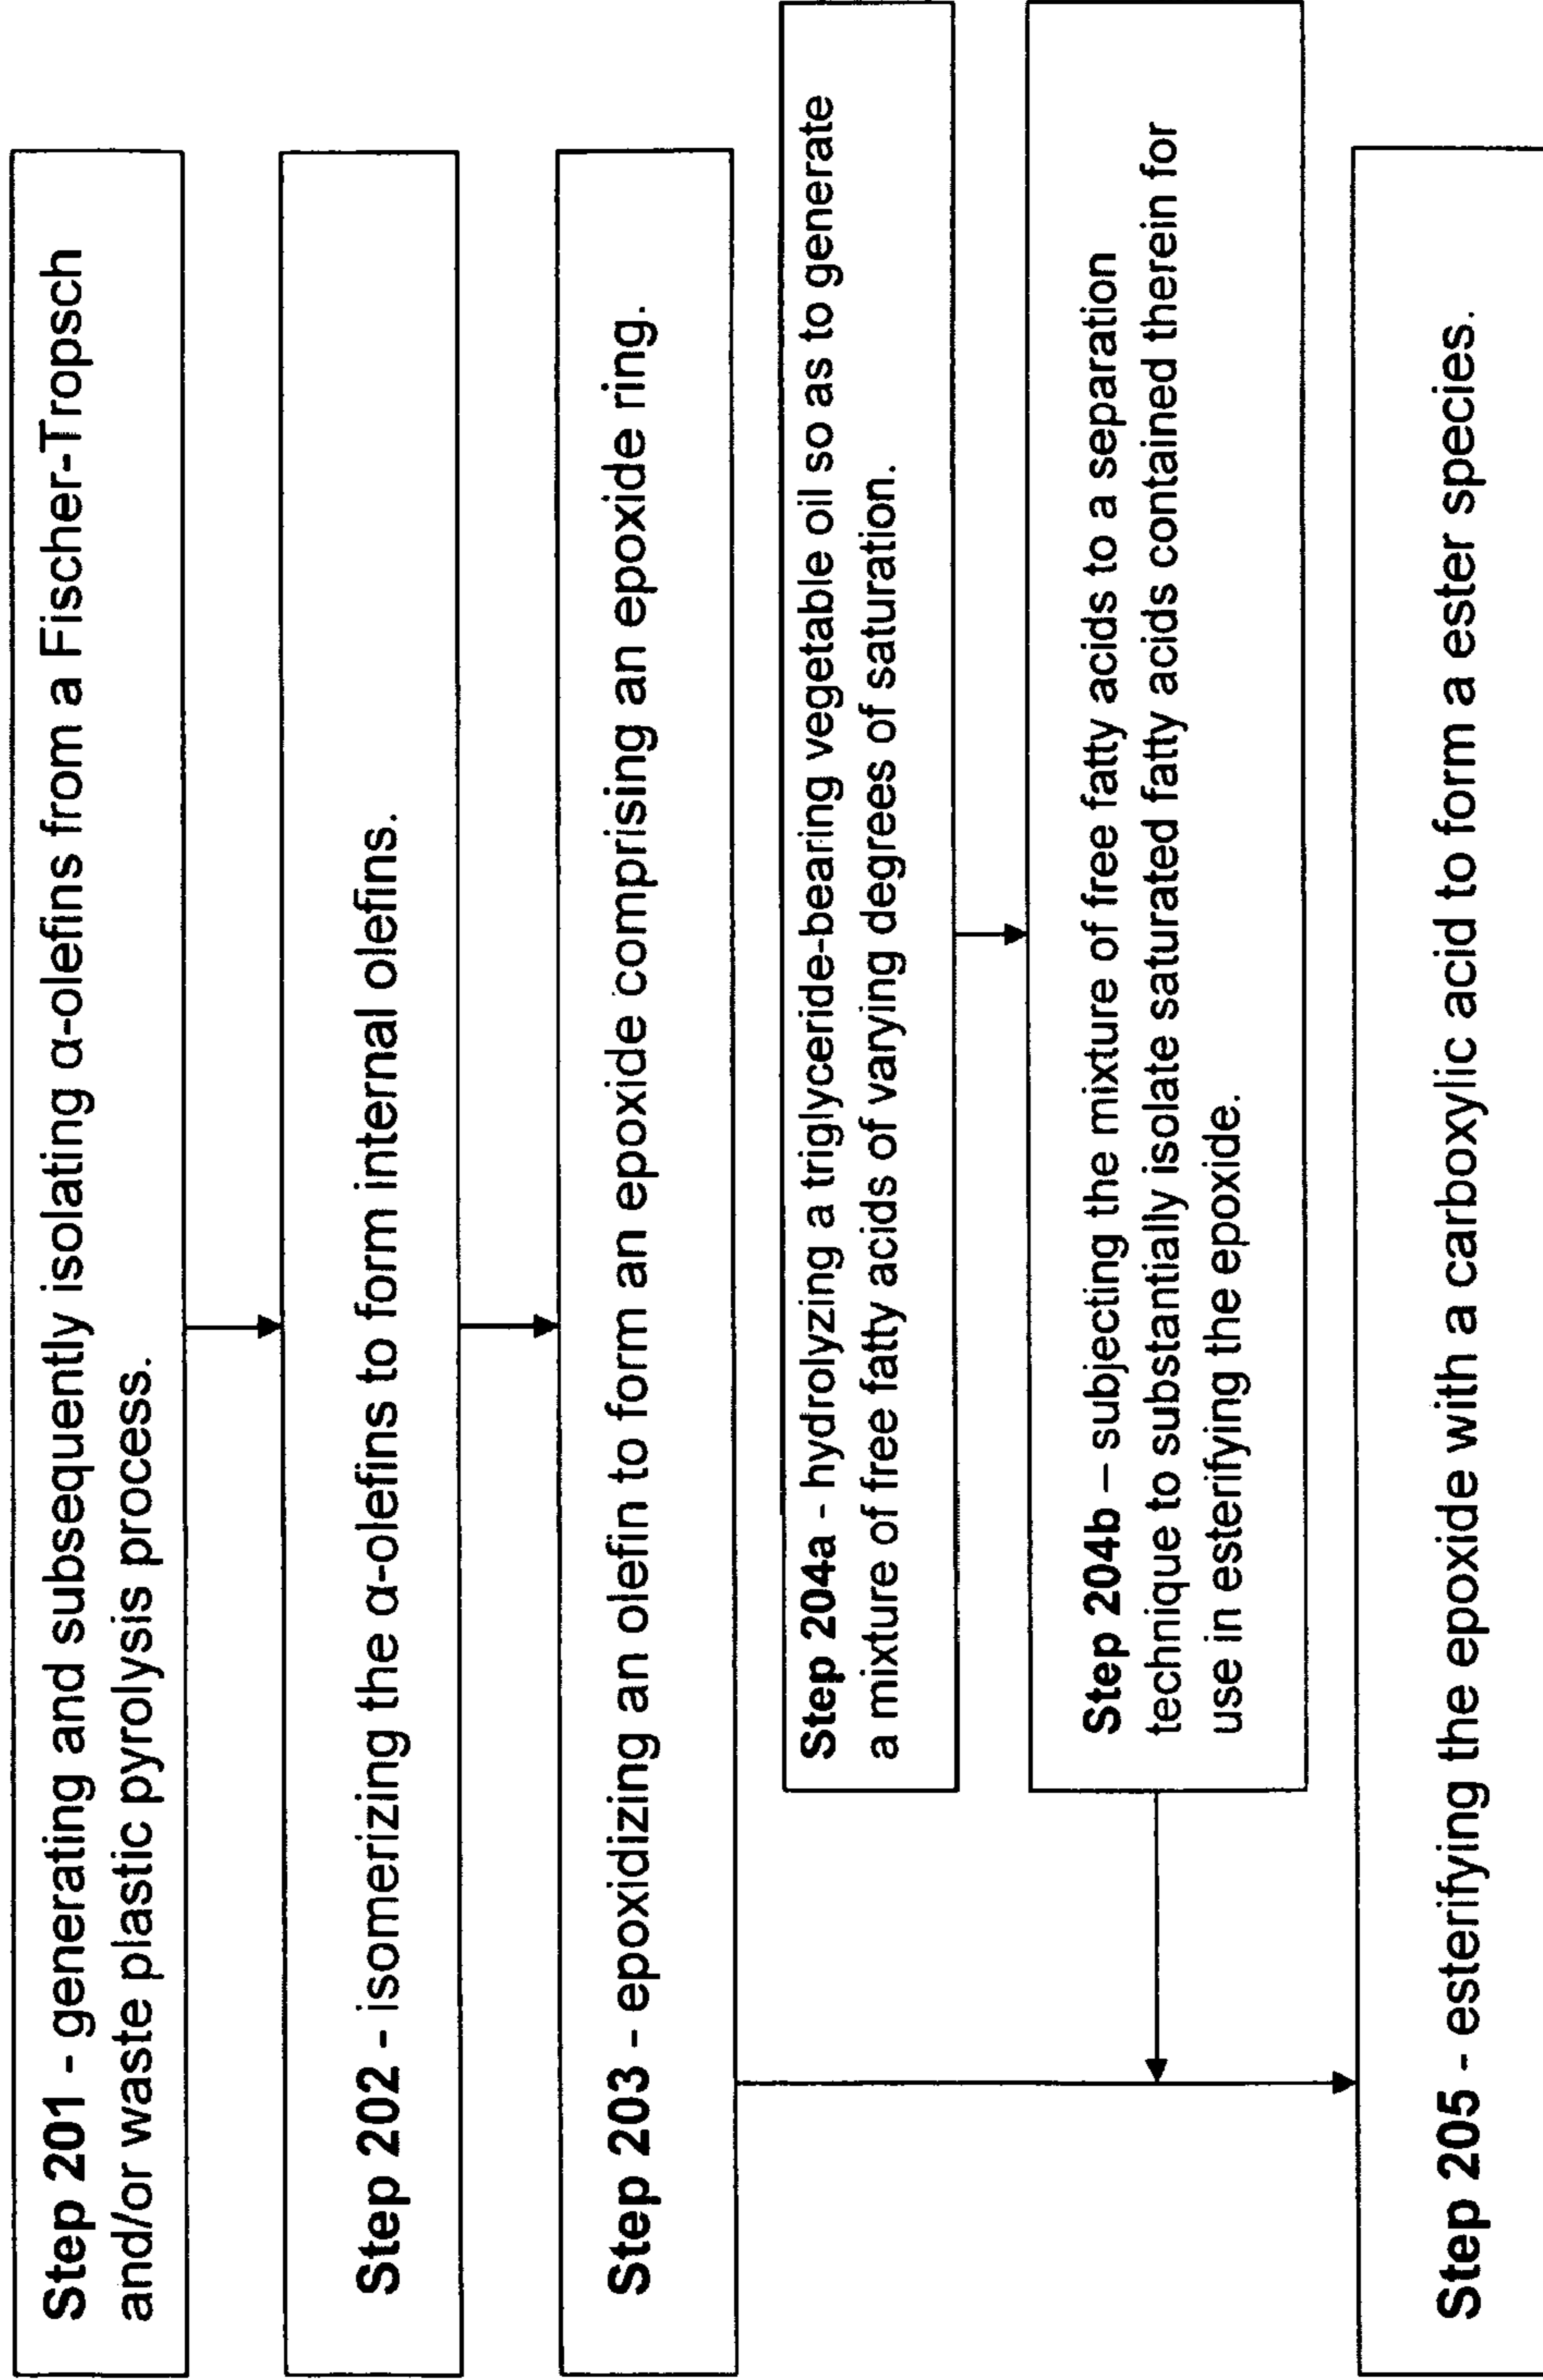 Step 201 - generating and subsequently isolating α-olefins from a Fischer-Tropsch
and/or waste plastic pyrolysis process.
Step 202 - isomerizing the α-olefins to form internal olefins.
Step 203 - epoxidizing an olefin to form an epoxide comprising an epoxide ring.
Step 204a - hydrolyzing a triglyceride-bearing vegetable oil so as to generate
a mixture of free fatty acids of varying degrees of saturation.
Step 204b – subjecting the mixture of free fatty acids to a separation
technique to substantially isolate saturated fatty acids contained therein for
use in esterifying the epoxide.
Step 205 - esterifying the epoxide with a carboxylic acid to form a ester species.